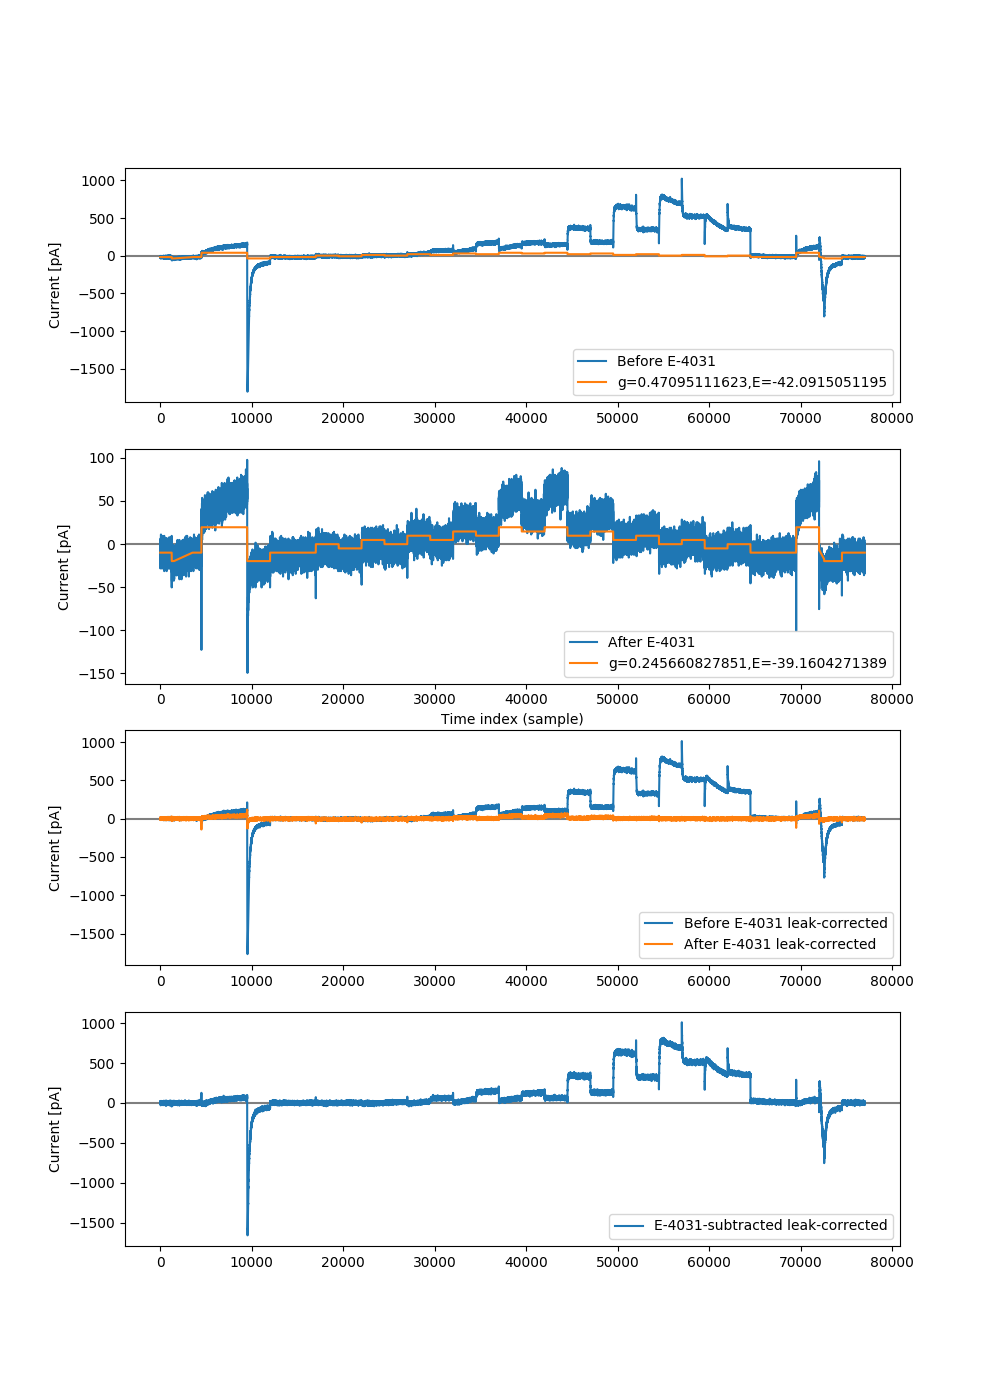 1000
500
0
−500
−1000
−1500
Current [pA]
Before E-4031
g=0.47095111623,E=-42.0915051195
0 10000 20000 30000 40000 50000 60000 70000 80000
100
50
0
−50
−100
−150
Current [pA]
After E-4031
g=0.245660827851,E=-39.1604271389
0 10000 20000 30000 40000 50000 60000 70000 80000
Time index (sample)
1000
500
0
−500
−1000
−1500
Current [pA]
Before E-4031 leak-corrected
After E-4031 leak-corrected
0 10000 20000 30000 40000 50000 60000 70000 80000
1000
500
0
−500
−1000
−1500
Current [pA]
E-4031-subtracted leak-corrected
0 10000 20000 30000 40000 50000 60000 70000 80000